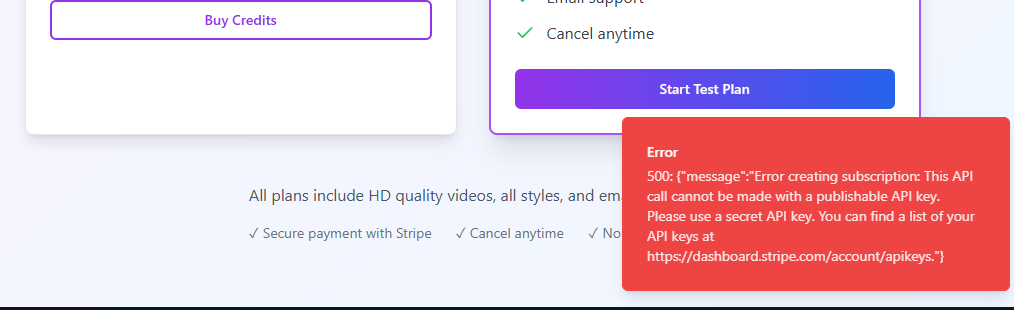 Email support
Buy Credits
✓ Cancel anytime
Start Test Plan
All plans include HD quality videos, all styles, and
✓ Secure payment with Stripe ✓ Cancel anytime ✓ No
Error
500: {"message":"Error creating subscription: This API
call cannot be made with a publishable API key.
Please use a secret API key. You can find a list of your
API keys at
https://dashboard.stripe.com/account/apikeys."}